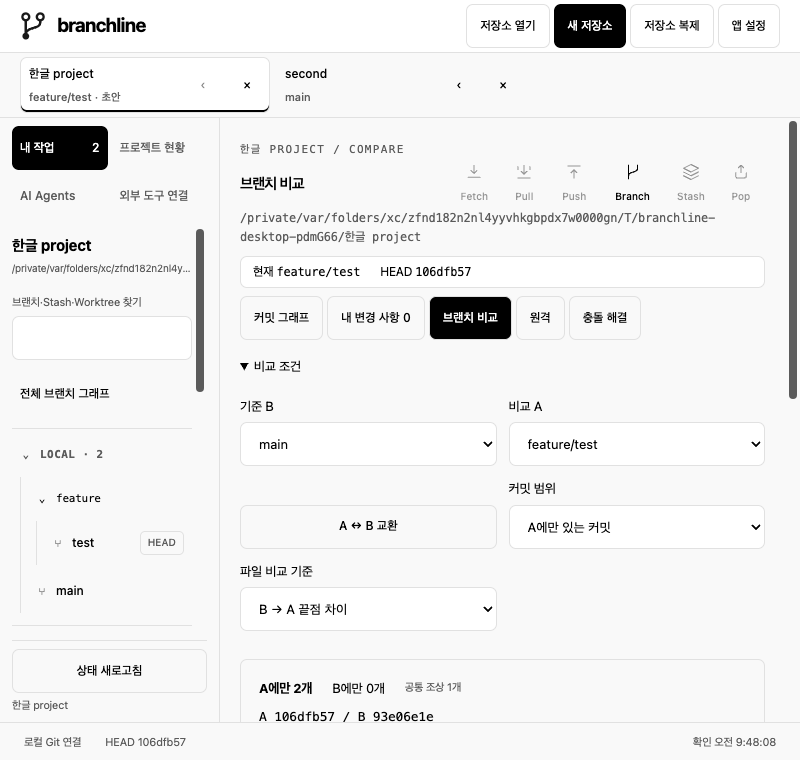 branchline
저장소 열기
새 저장소
저장소 복제
앱 설정
한글 project
feature/test · 초안
‹
×
second
main
‹
×
내 작업 2
프로젝트 현황
AI Agents
외부 도구 연결
한글 project
/private/var/folders/xc/zfnd182n2nl4y...
브랜치·Stash·Worktree 찾기
전체 브랜치 그래프
LOCAL · 2
feature
test HEAD
main
상태 새로고침
한글 project
한글 PROJECT / COMPARE
브랜치 비교
Fetch
Pull
Push
Branch
Stash
Pop
/private/var/folders/xc/zfnd182n2nl4yyvhkgbpdx7w0000gn/T/branchline-
desktop-pdmG66/한글 project
현재 feature/test HEAD 106dfb57
커밋 그래프
내 변경 사항 0
브랜치 비교
원격
충돌 해결
▼ 비교 조건
기준 B
main
비교 A
feature/test
A ↔ B 교환
커밋 범위
A에만 있는 커밋
파일 비교 기준
B → A 끝점 차이
A에만 2개 B에만 0개 공통 조상 1개
A 106dfb57 / B 93e06e1e
로컬 Git 연결
HEAD 106dfb57
확인 오전 9:48:08